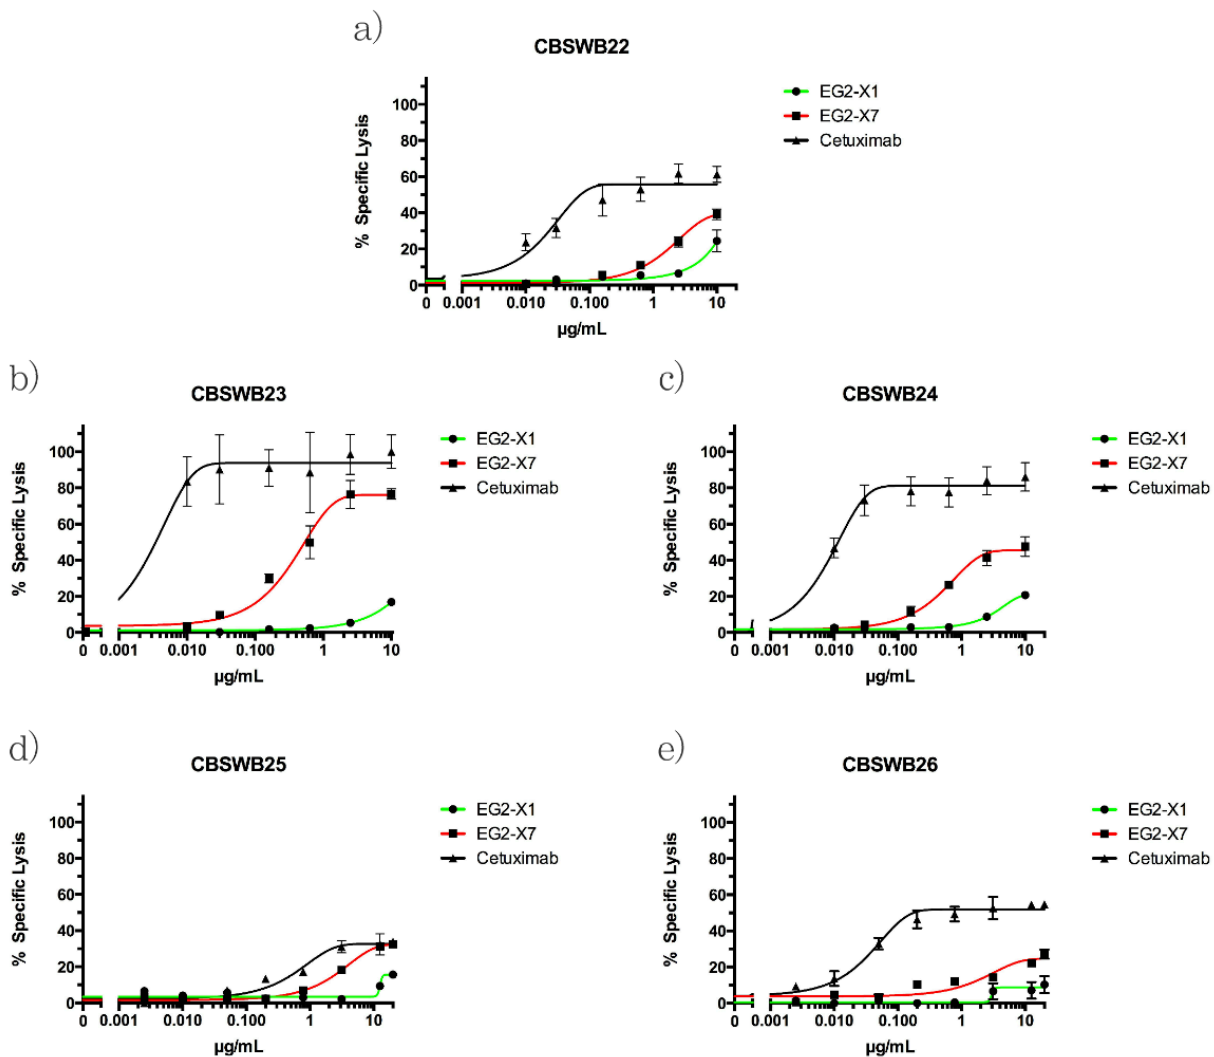 a)
CBSWB22
% Specific Lysis
100
80
60
40
20
0
0 0.001 0.010 0.100 1 10
µg/mL
EG2-X1
EG2-X7
Cetuximab
b)
CBSWB23
% Specific Lysis
100
80
60
40
20
0
0 0.001 0.010 0.100 1 10
µg/mL
EG2-X1
EG2-X7
Cetuximab
c)
CBSWB24
% Specific Lysis
100
80
60
40
20
0
0 0.001 0.010 0.100 1 10
µg/mL
EG2-X1
EG2-X7
Cetuximab
d)
CBSWB25
% Specific Lysis
100
80
60
40
20
0
0 0.001 0.010 0.100 1 10
µg/mL
EG2-X1
EG2-X7
Cetuximab
e)
CBSWB26
% Specific Lysis
100
80
60
40
20
0
0 0.001 0.010 0.100 1 10
µg/mL
EG2-X1
EG2-X7
Cetuximab